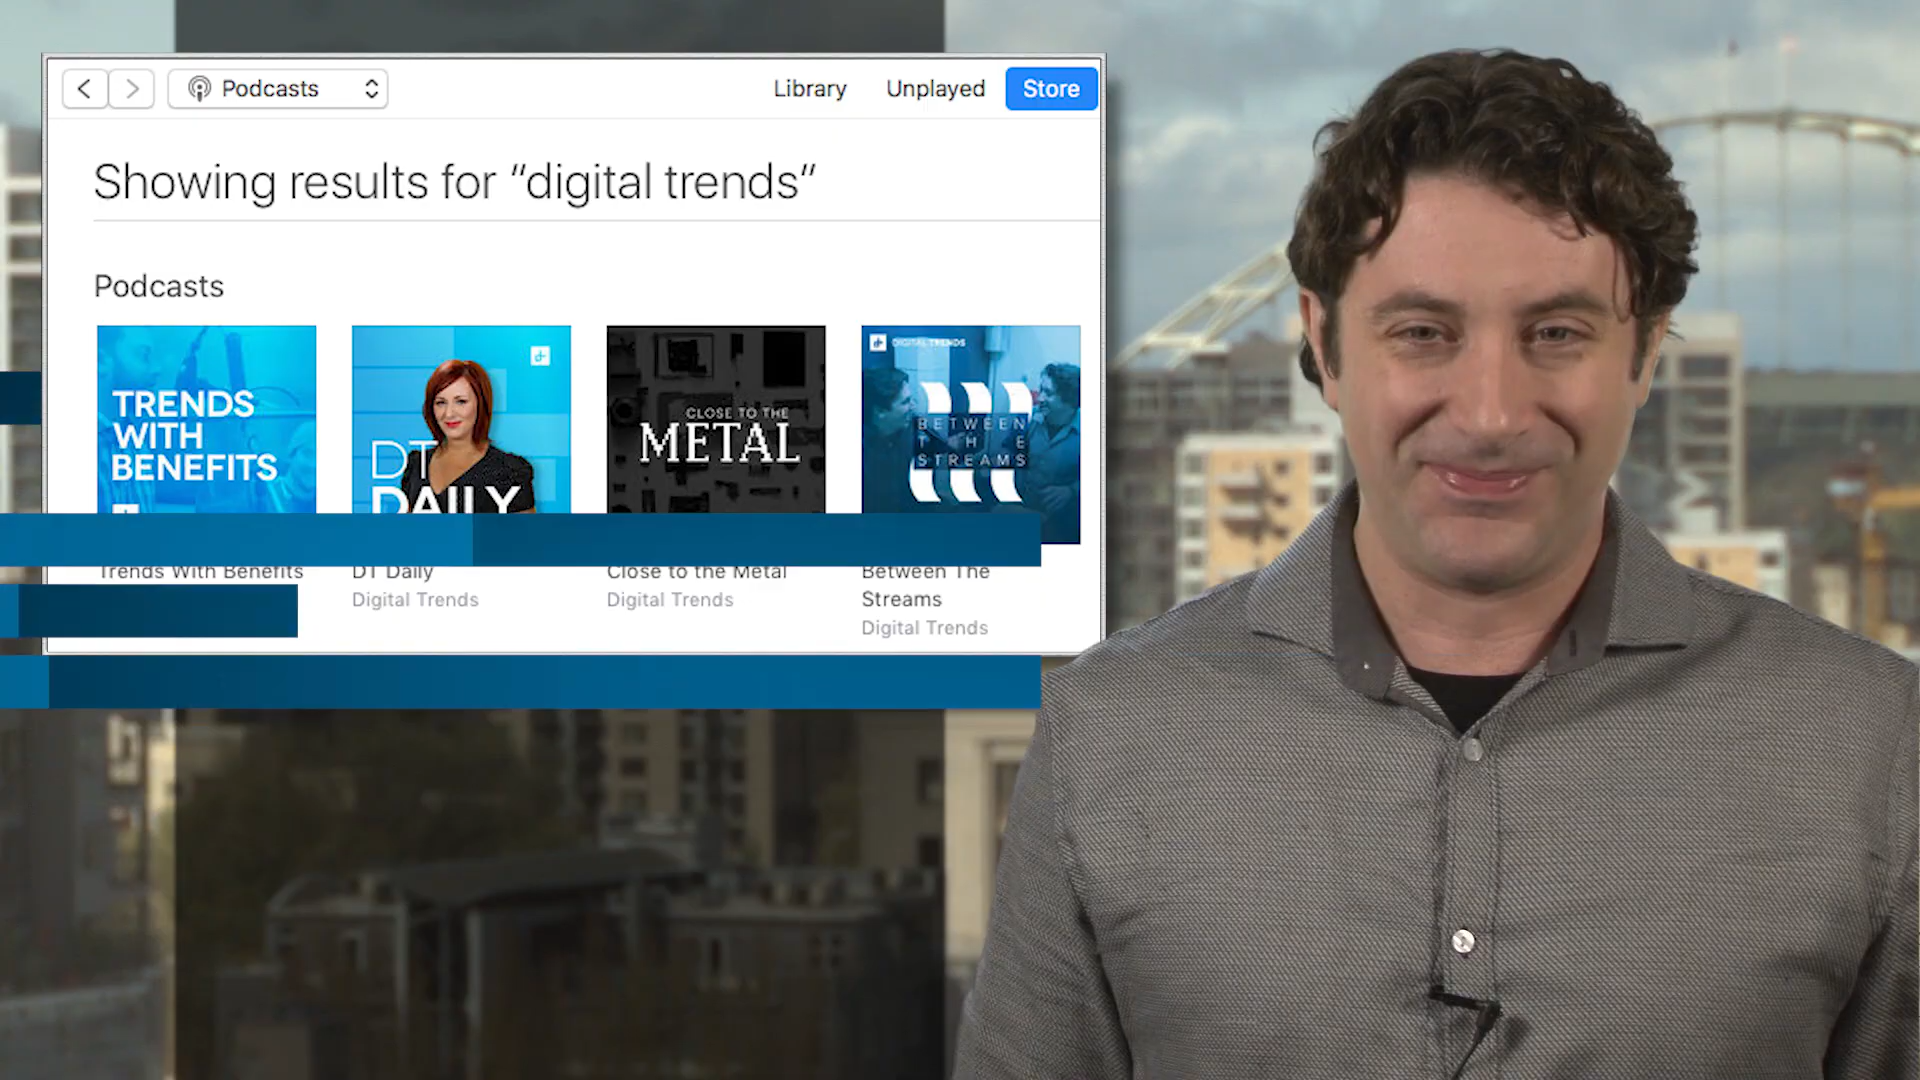 Podcasts
Library
Unplayed
Store
Showing results for “digital trends”
Podcasts
TRENDS
WITH
BENEFITS
DT
DAILY
CLOSE TO THE
METAL
DIGITAL TRENDS
BETWEEN
THE
STREAMS
Trends With Benefits
DT Daily
Digital Trends
Close to the Metal
Digital Trends
Between The
Streams
Digital Trends